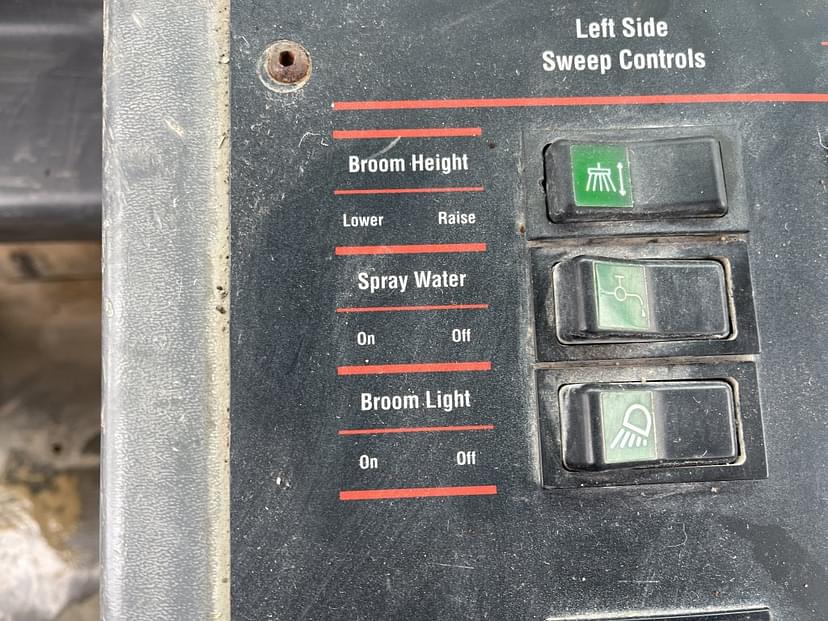 Left Side
Sweep Controls
Broom Height
Lower Raise
Spray Water
On Off
Broom Light
On Off